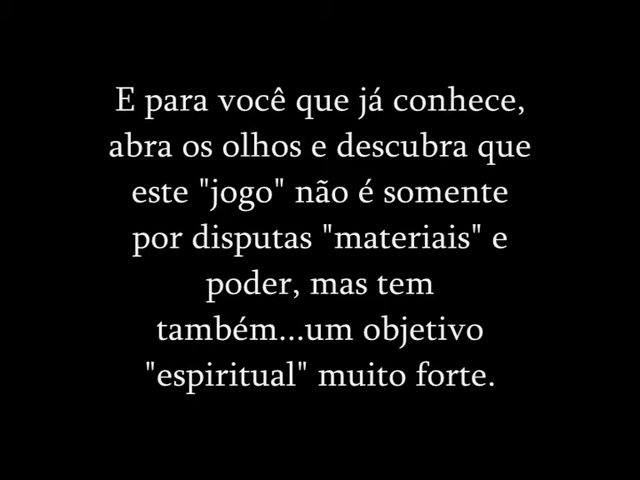 E para você que já conhece,
abra os olhos e descubra que
este "jogo" não é somente
por disputas "materiais" e
poder, mas tem
também...um objetivo
"espiritual" muito forte.